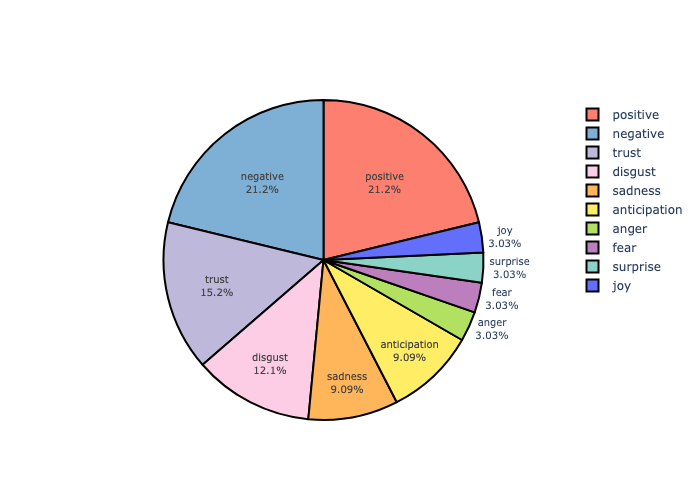 negative
21.2%
positive
21.2%
trust
15.2%
disgust
12.1%
sadness
9.09%
anticipation
9.09%
joy
3.03%
surprise
3.03%
fear
3.03%
anger
3.03%
positive
negative
trust
disgust
sadness
anticipation
anger
fear
surprise
joy